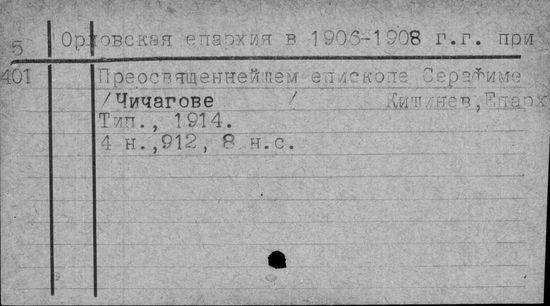 5 Орловская епархия в 1906-1908 г.г. при
401 Преосвященнейшем епископе Серафиме
/Чичагове / Кишинев,Епарх
Тип., 1914.
4 н.,912, 8 н.с.